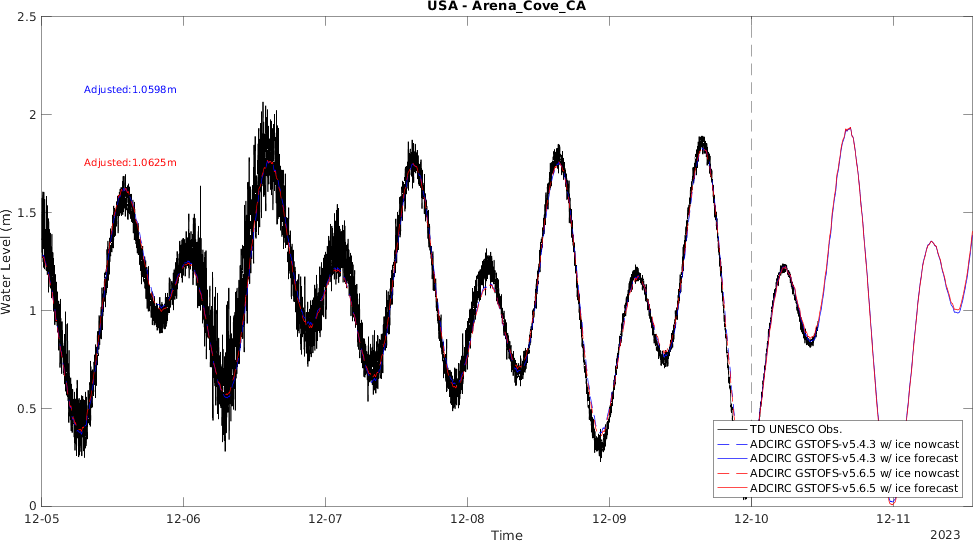 USA - Arena_Cove_CA
2.5
Adjusted:1.0598m
2
Adjusted:1.0625m
1.5
Water Level (m)
1
0.5
TD UNESCO Obs.
ADCIRC GSTOFS-v5.4.3 w/ ice nowcast
ADCIRC GSTOFS-v5.4.3 w/ ice forecast
ADCIRC GSTOFS-v5.6.5 w/ ice nowcast
ADCIRC GSTOFS-v5.6.5 w/ ice forecast
0
12-05 12-06 12-07 12-08 12-09 12-10 12-11
Time
2023